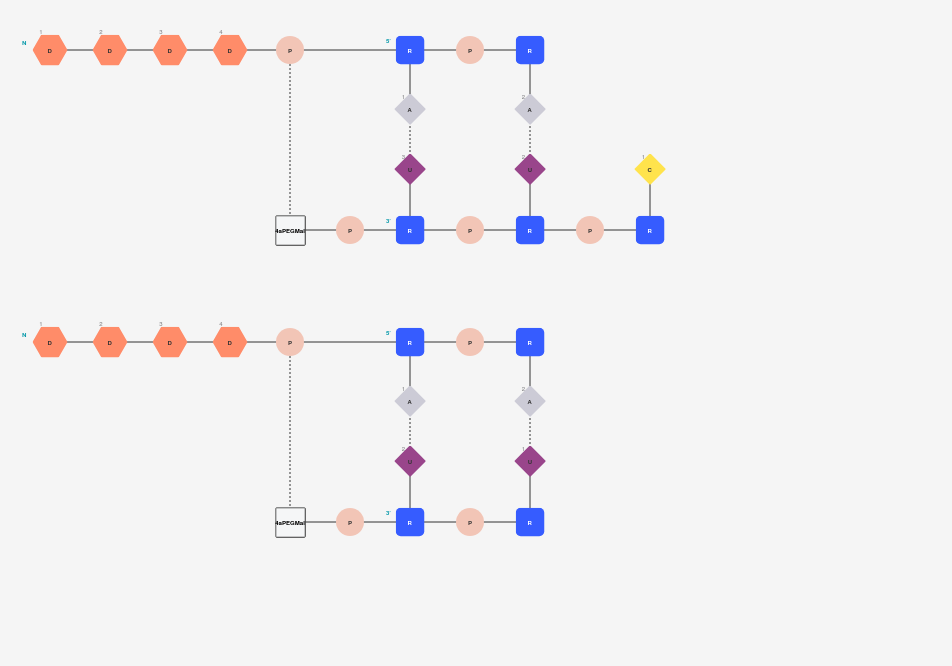 1 2 3 4
N D D D D P 5' R P R
1 A 2 A
3 U 2 U 1 C
4aPEGMal P 3' R P R P R
1 2 3 4
N D D D D P 5' R P R
1 A 2 A
2 U 1 U
4aPEGMal P 3' R P R